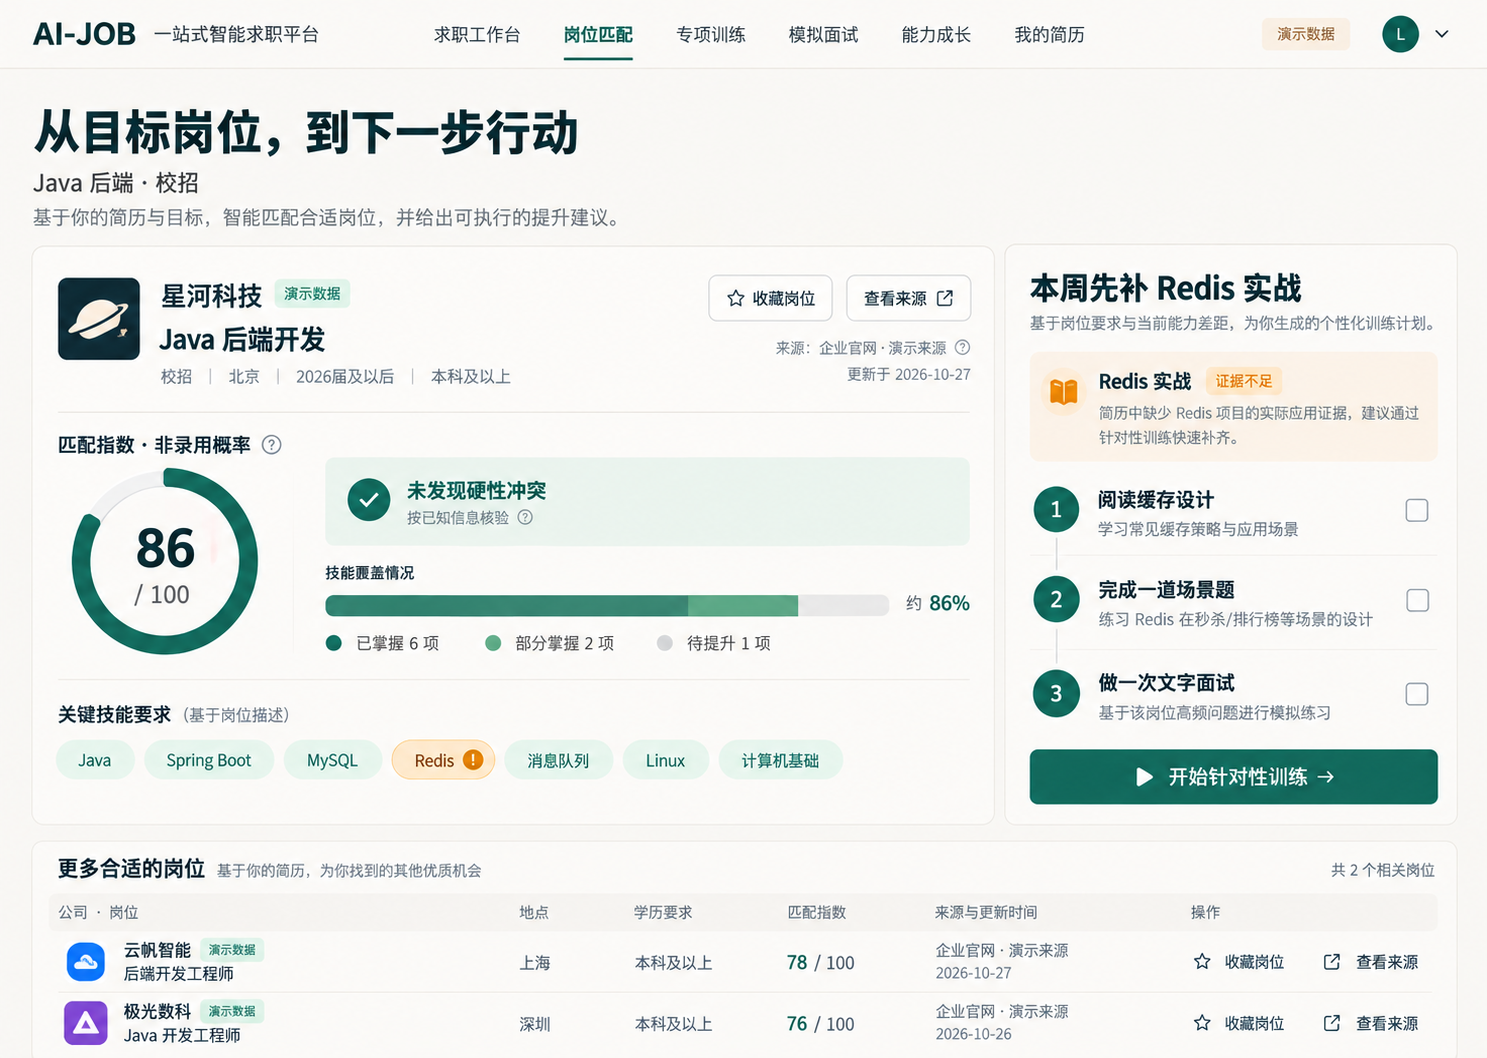 AI-JOB 一站式智能求职平台 求职工作台 岗位匹配 专项训练 模拟面试 能力成长 我的简历 演示数据 L
从目标岗位，到下一步行动
Java 后端 · 校招
基于你的简历与目标，智能匹配合适岗位，并给出可执行的提升建议。
星河科技 演示数据
Java 后端开发
校招 | 北京 | 2026届及以后 | 本科及以上
收藏岗位 查看来源
来源：企业官网 · 演示来源 ?
更新于 2026-10-27
匹配指数 · 非录用概率 ?
86
/ 100
未发现硬性冲突
按已知信息核验 ?
技能覆盖情况
约 86%
已掌握 6 项 部分掌握 2 项 待提升 1 项
关键技能要求 （基于岗位描述）
Java Spring Boot MySQL Redis ! 消息队列 Linux 计算机基础
本周先补 Redis 实战
基于岗位要求与当前能力差距，为你生成的个性化训练计划。
Redis 实战 证据不足
简历中缺少 Redis 项目的实际应用证据，建议通过
针对性训练快速补齐。
1 阅读缓存设计
学习常见缓存策略与应用场景
2 完成一道场景题
练习 Redis 在秒杀/排行榜等场景的设计
3 做一次文字面试
基于该岗位高频问题进行模拟练习
开始针对性训练 →
更多合适的岗位 基于你的简历，为你找到的其他优质机会 共 2 个相关岗位
公司 · 岗位 地点 学历要求 匹配指数 来源与更新时间 操作
云帆智能 演示数据
后端开发工程师
上海 本科及以上 78 / 100
企业官网 · 演示来源
2026-10-27
收藏岗位 查看来源
极光数科 演示数据
Java 开发工程师
深圳 本科及以上 76 / 100
企业官网 · 演示来源
2026-10-26
收藏岗位 查看来源